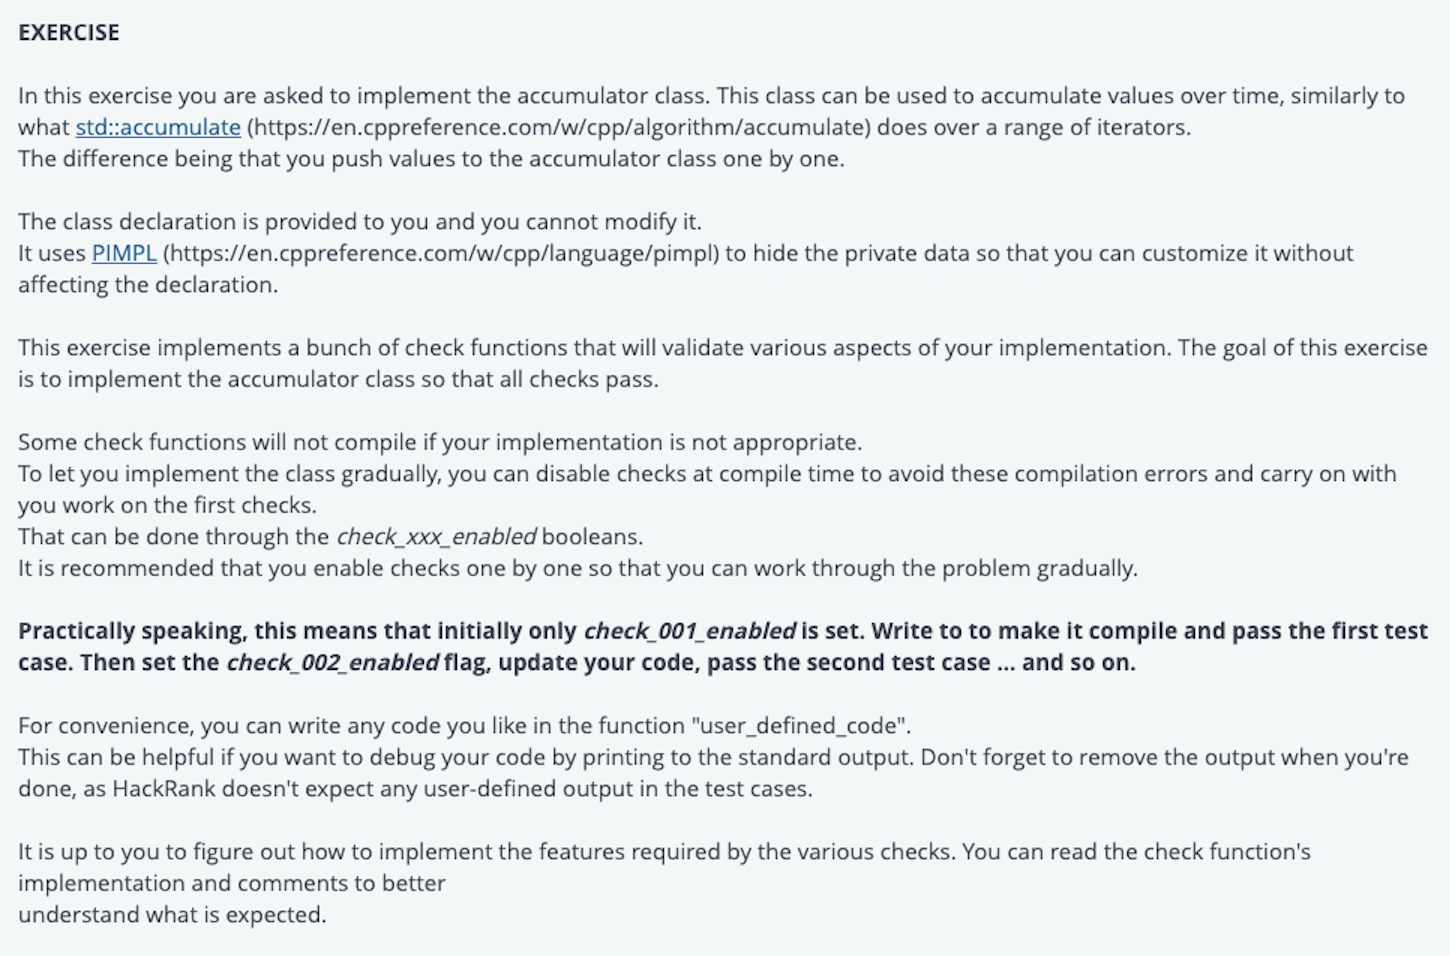 EXERCISE
In this exercise you are asked to implement the accumulator class. This class can be used to accumulate values over time, similarly to
what std::accumulate (https://en.cppreference.com/w/cpp/algorithm/accumulate) does over a range of iterators.
The difference being that you push values to the accumulator class one by one.
The class declaration is provided to you and you cannot modify it.
It uses PIMPL (https://en.cppreference.com/w/cpp/language/pimpl) to hide the private data so that you can customize it without
affecting the declaration.
This exercise implements a bunch of check functions that will validate various aspects of your implementation. The goal of this exercise
is to implement the accumulator class so that all checks pass.
Some check functions will not compile if your implementation is not appropriate.
To let you implement the class gradually, you can disable checks at compile time to avoid these compilation errors and carry on with
you work on the first checks.
That can be done through the check_xxx_enabled booleans.
It is recommended that you enable checks one by one so that you can work through the problem gradually.
Practically speaking, this means that initially only check_001_enabled is set. Write to to make it compile and pass the first test
case. Then set the check_002_enabled flag, update your code, pass the second test case ... and so on.
For convenience, you can write any code you like in the function "user_defined_code".
This can be helpful if you want to debug your code by printing to the standard output. Don't forget to remove the output when you're
done, as HackRank doesn't expect any user-defined output in the test cases.
It is up to you to figure out how to implement the features required by the various checks. You can read the check function's
implementation and comments to better
understand what is expected.